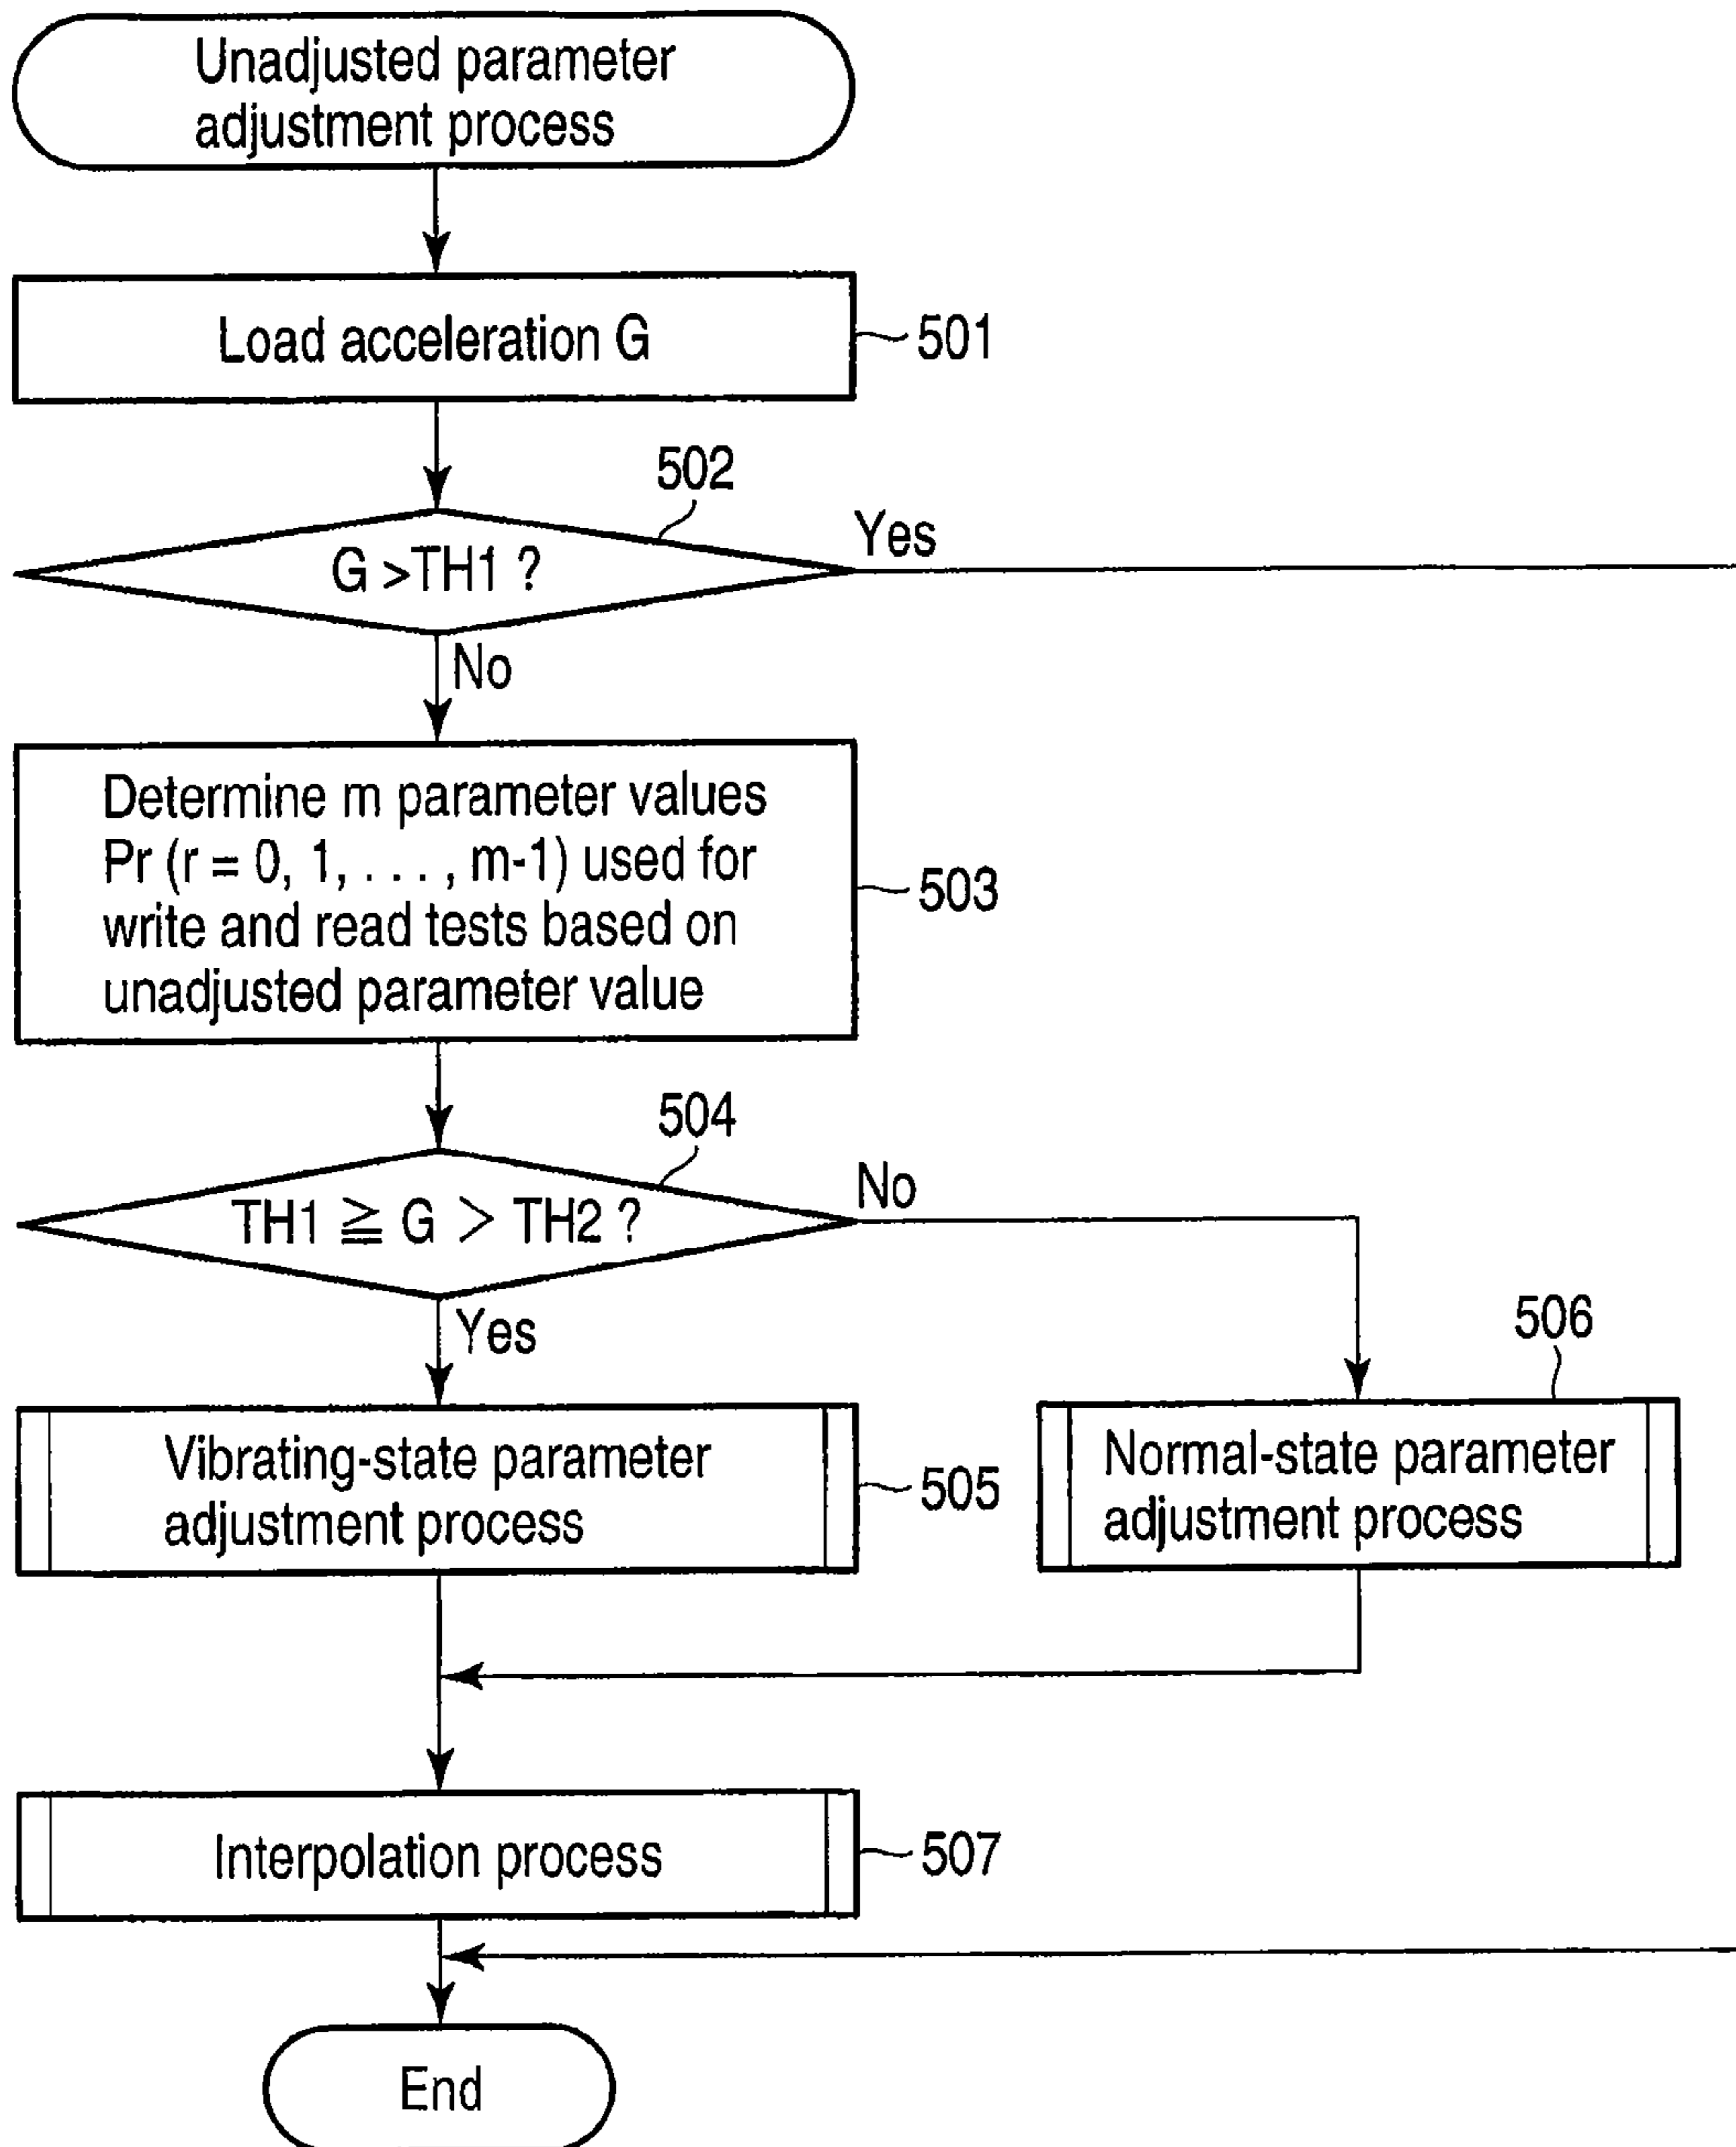 Unadjusted parameter
adjustment process
Load acceleration G
501
502
G >TH1 ?
Yes
No
Determine m parameter values
Pr (r = 0, 1, . . . , m-1) used for
write and read tests based on
unadjusted parameter value
503
504
TH1 ≧ G > TH2 ?
No
Yes
506
Vibrating-state parameter
adjustment process
505
Normal-state parameter
adjustment process
Interpolation process
507
End